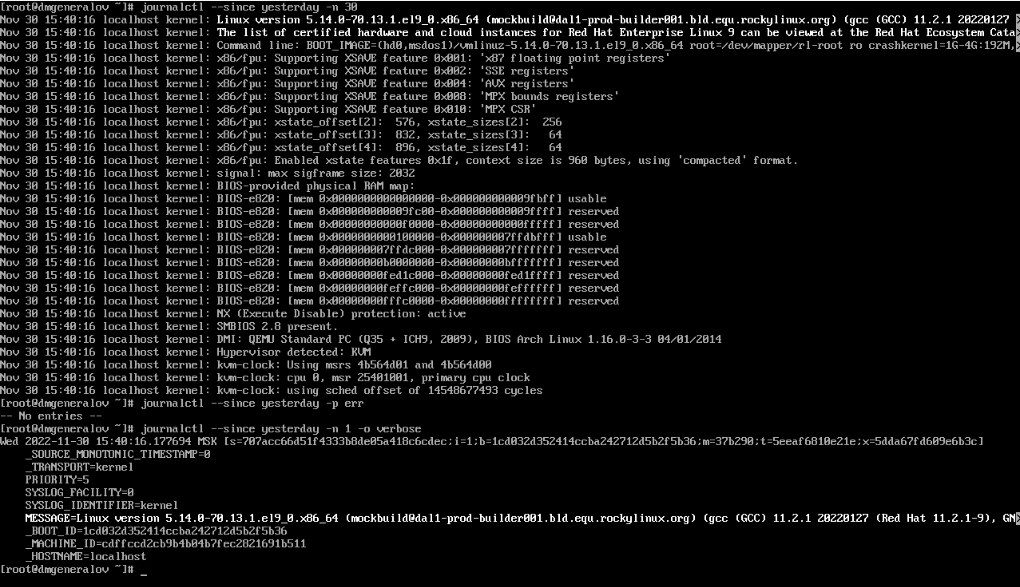 [root@dmgeneralov ~]# journalctl --since yesterday -n 30
Nov 30 15:40:16 localhost kernel: Linux version 5.14.0-70.13.1.el9_0.x86_64 (mockbuild@dal1-prod-builder001.bld.equ.rockylinux.org) (gcc (GCC) 11.2.1 20220127
Nov 30 15:40:16 localhost kernel: The list of certified hardware and cloud instances for Red Hat Enterprise Linux 9 can be viewed at the Red Hat Ecosystem Cata
Nov 30 15:40:16 localhost kernel: Command line: BOOT_IMAGE=(hd0,msdos1)/vmlinuz-5.14.0-70.13.1.el9_0.x86_64 root=/dev/mapper/rl-root ro crashkernel=1G-4G:192M,
Nov 30 15:40:16 localhost kernel: x86/fpu: Supporting XSAVE feature 0x001: 'x87 floating point registers'
Nov 30 15:40:16 localhost kernel: x86/fpu: Supporting XSAVE feature 0x002: 'SSE registers'
Nov 30 15:40:16 localhost kernel: x86/fpu: Supporting XSAVE feature 0x004: 'AVX registers'
Nov 30 15:40:16 localhost kernel: x86/fpu: Supporting XSAVE feature 0x008: 'MPX bounds registers'
Nov 30 15:40:16 localhost kernel: x86/fpu: Supporting XSAVE feature 0x010: 'MPX CSR'
Nov 30 15:40:16 localhost kernel: x86/fpu: xstate_offset[2]:  576, xstate_sizes[2]:  256
Nov 30 15:40:16 localhost kernel: x86/fpu: xstate_offset[3]:  832, xstate_sizes[3]:   64
Nov 30 15:40:16 localhost kernel: x86/fpu: xstate_offset[4]:  896, xstate_sizes[4]:   64
Nov 30 15:40:16 localhost kernel: x86/fpu: Enabled xstate features 0x1f, context size is 960 bytes, using 'compacted' format.
Nov 30 15:40:16 localhost kernel: signal: max sigframe size: 2032
Nov 30 15:40:16 localhost kernel: BIOS-provided physical RAM map:
Nov 30 15:40:16 localhost kernel: BIOS-e820: [mem 0x0000000000000000-0x000000000009fbff] usable
Nov 30 15:40:16 localhost kernel: BIOS-e820: [mem 0x000000000009fc00-0x000000000009ffff] reserved
Nov 30 15:40:16 localhost kernel: BIOS-e820: [mem 0x00000000000f0000-0x00000000000fffff] reserved
Nov 30 15:40:16 localhost kernel: BIOS-e820: [mem 0x0000000000100000-0x000000007ffdbfff] usable
Nov 30 15:40:16 localhost kernel: BIOS-e820: [mem 0x000000007ffdc000-0x000000007fffffff] reserved
Nov 30 15:40:16 localhost kernel: BIOS-e820: [mem 0x00000000b0000000-0x00000000bfffffff] reserved
Nov 30 15:40:16 localhost kernel: BIOS-e820: [mem 0x00000000fed1c000-0x00000000fed1ffff] reserved
Nov 30 15:40:16 localhost kernel: BIOS-e820: [mem 0x00000000feffc000-0x00000000feffffff] reserved
Nov 30 15:40:16 localhost kernel: BIOS-e820: [mem 0x00000000fffc0000-0x00000000ffffffff] reserved
Nov 30 15:40:16 localhost kernel: NX (Execute Disable) protection: active
Nov 30 15:40:16 localhost kernel: SMBIOS 2.8 present.
Nov 30 15:40:16 localhost kernel: DMI: QEMU Standard PC (Q35 + ICH9, 2009), BIOS Arch Linux 1.16.0-3-3 04/01/2014
Nov 30 15:40:16 localhost kernel: Hypervisor detected: KVM
Nov 30 15:40:16 localhost kernel: kvm-clock: Using msrs 4b564d01 and 4b564d00
Nov 30 15:40:16 localhost kernel: kvm-clock: cpu 0, msr 25401001, primary cpu clock
Nov 30 15:40:16 localhost kernel: kvm-clock: using sched offset of 14548677493 cycles
[root@dmgeneralov ~]# journalctl --since yesterday -p err
-- No entries --
[root@dmgeneralov ~]# journalctl --since yesterday -n 1 -o verbose
Wed 2022-11-30 15:40:16.177694 MSK [s=707acc66d51f4333b8de05a418c6cdec;i=1;b=1cd032d352414ccba242712d5b2f5b36;m=37b290;t=5eeaf6810e21e;x=5dda67fd609e6b3c]
    _SOURCE_MONOTONIC_TIMESTAMP=0
    _TRANSPORT=kernel
    PRIORITY=5
    SYSLOG_FACILITY=0
    SYSLOG_IDENTIFIER=kernel
    MESSAGE=Linux version 5.14.0-70.13.1.el9_0.x86_64 (mockbuild@dal1-prod-builder001.bld.equ.rockylinux.org) (gcc (GCC) 11.2.1 20220127 (Red Hat 11.2.1-9), GN
    _BOOT_ID=1cd032d352414ccba242712d5b2f5b36
    _MACHINE_ID=cdffccd2cb9b4b04b7fec2821691b511
    _HOSTNAME=localhost
[root@dmgeneralov ~]# _